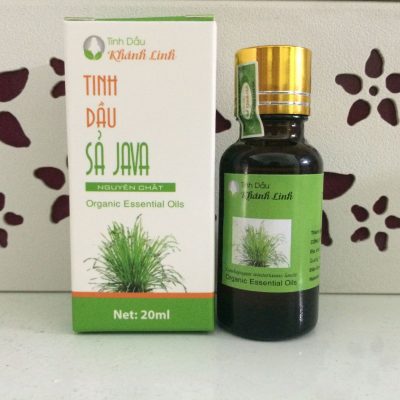 Tinh Dầu
Khánh Linh
TINH
DẦU
SẢ JAVA
NGUYÊN CHẤT
Organic Essential Oils
Net: 20ml
Tinh Dầu
Khánh Linh
Organic Essential Oils